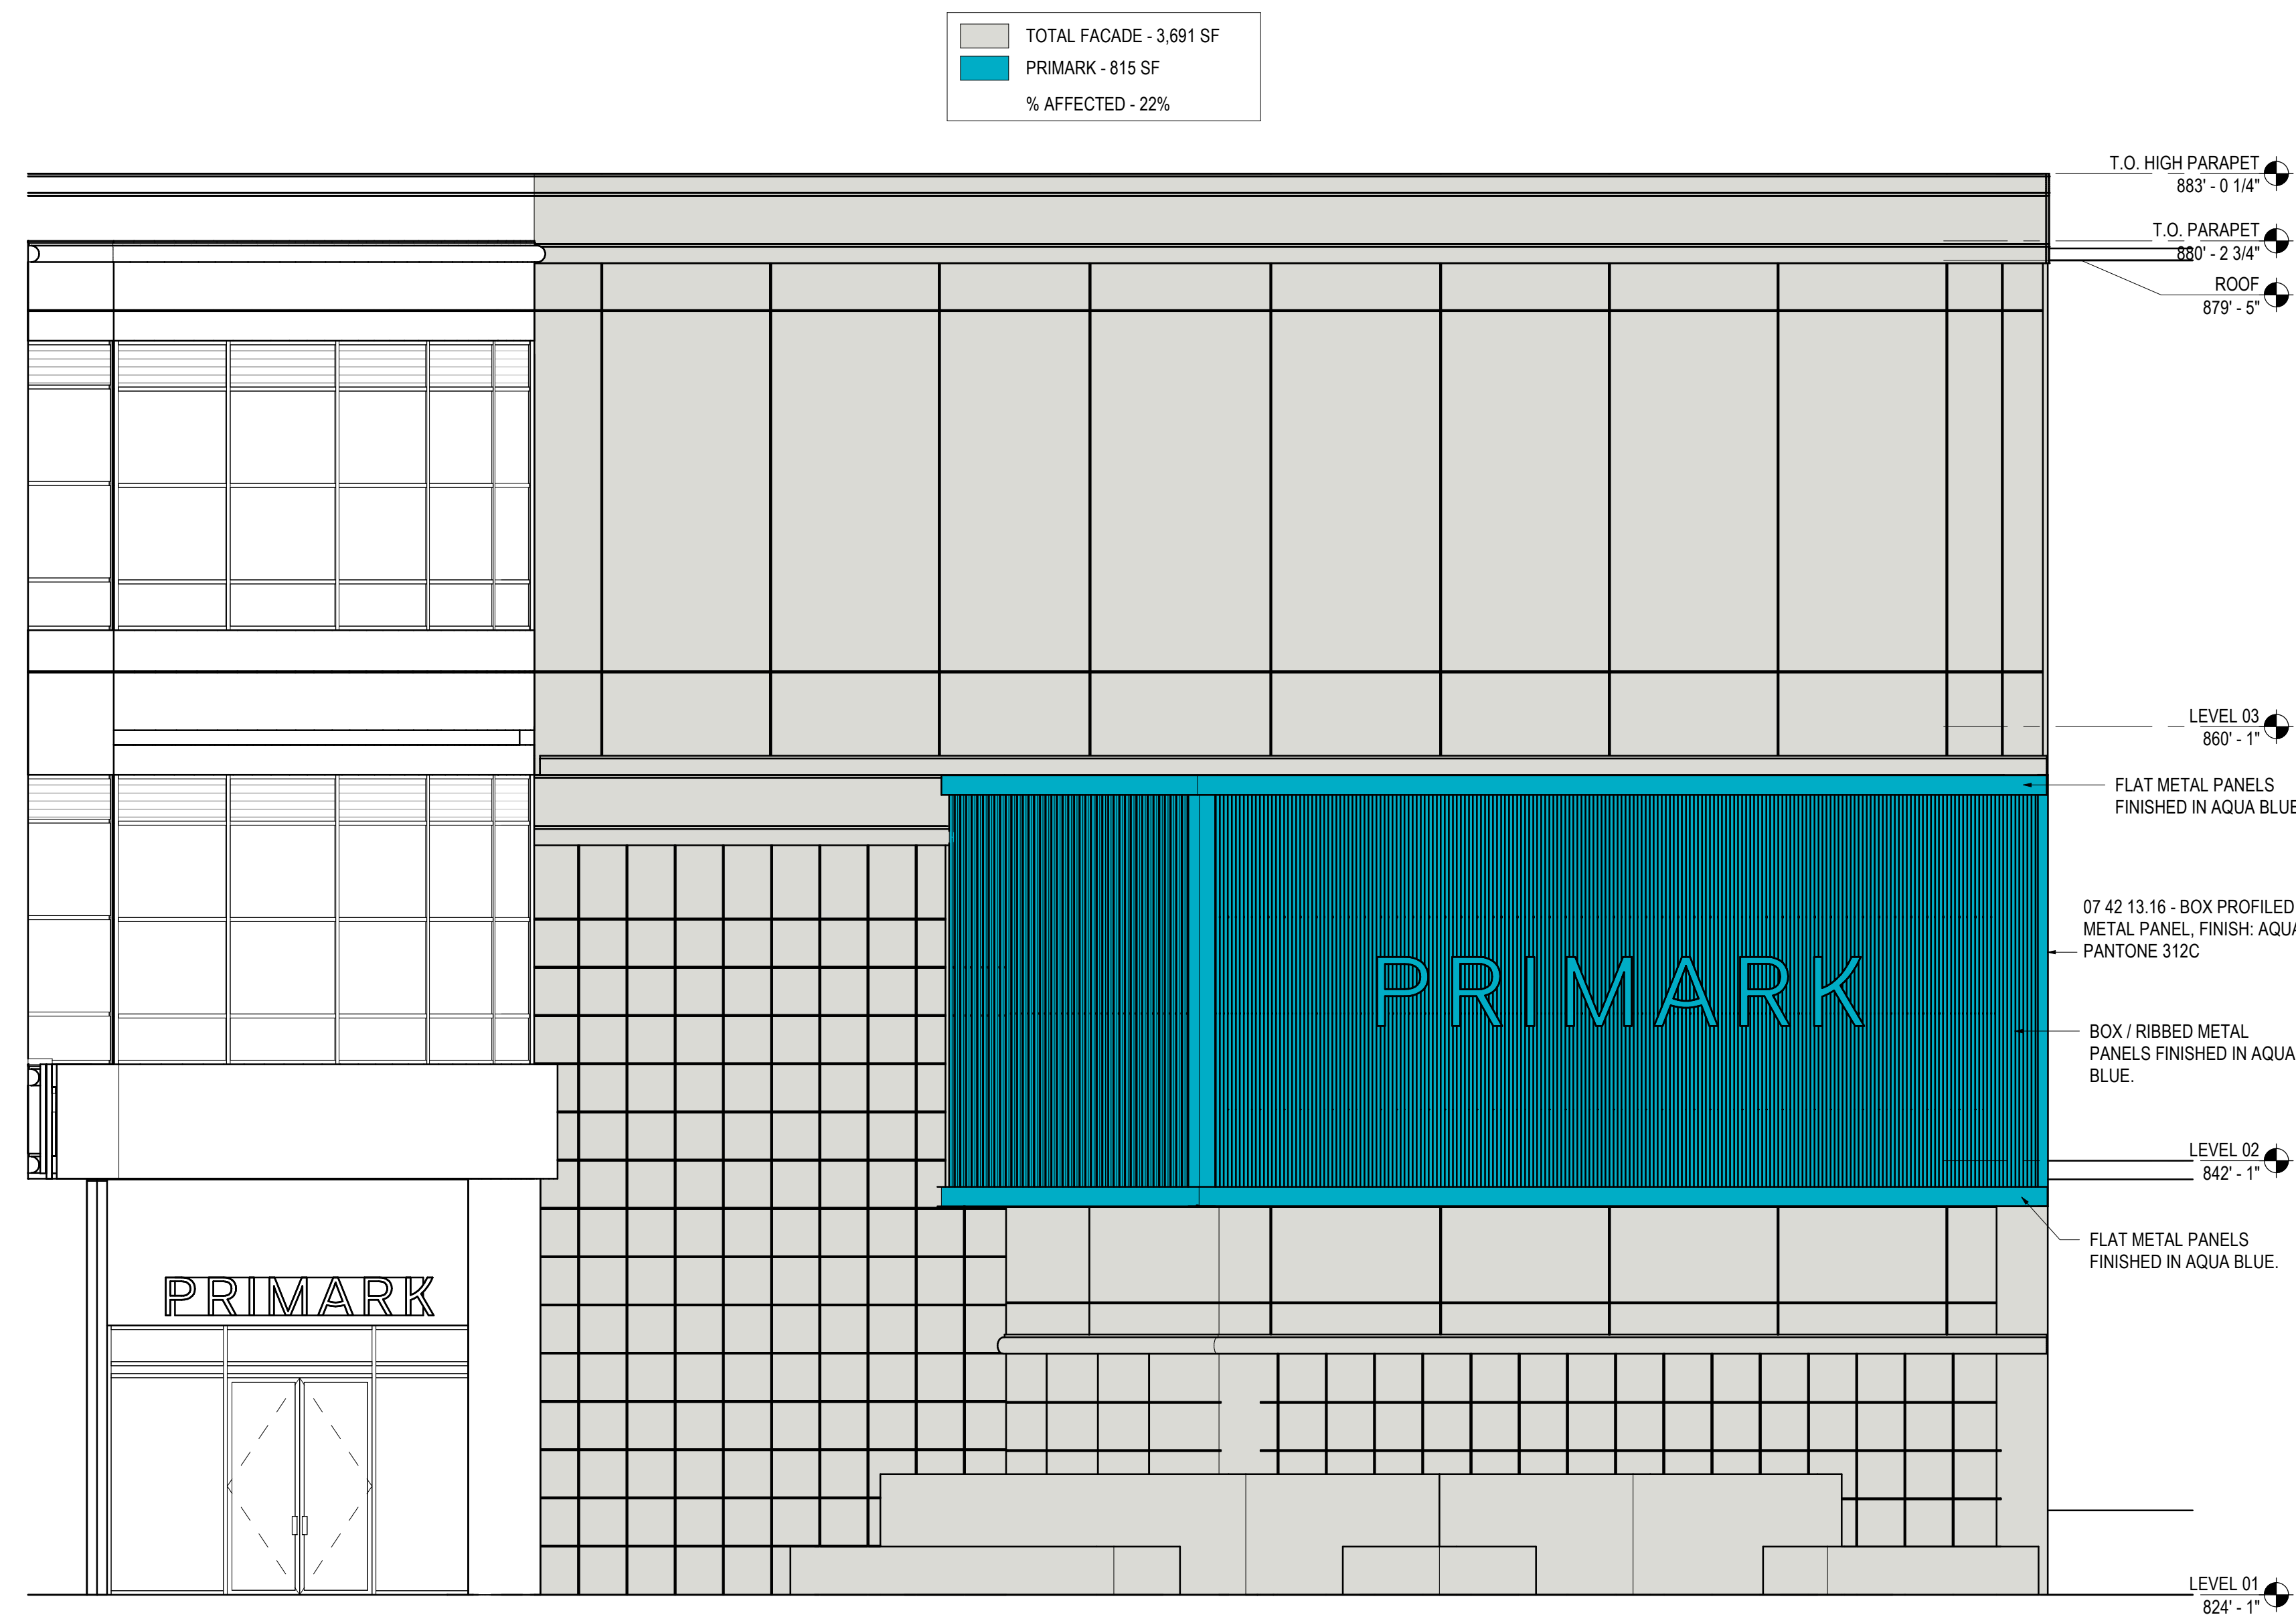 TOTAL FACADE - 3,691 SF
PRIMARK - 815 SF
% AFFECTED - 22%
T.O. HIGH PARAPET
883' - 0 1/4"
T.O. PARAPET
880' - 2 3/4"
ROOF
879' - 5"
LEVEL 03
860' - 1"
FLAT METAL PANELS
FINISHED IN AQUA BLUE
07 42 13.16 - BOX PROFILED
METAL PANEL, FINISH: AQUA
PANTONE 312C
PRIMARK
BOX / RIBBED METAL
PANELS FINISHED IN AQUA
BLUE.
LEVEL 02
842' - 1"
FLAT METAL PANELS
FINISHED IN AQUA BLUE.
PRIMARK
LEVEL 01
824' - 1"